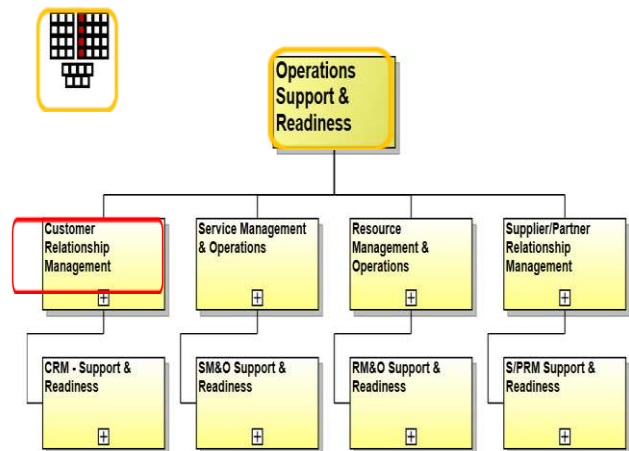 Operations
Support &
Readiness
Customer
Relationship
Management
Service Management
& Operations
Resource
Management &
Operations
Supplier/Partner
Relationship
Management
CRM - Support &
Readiness
SM&O Support &
Readiness
RM&O Support &
Readiness
S/PRM Support &
Readiness